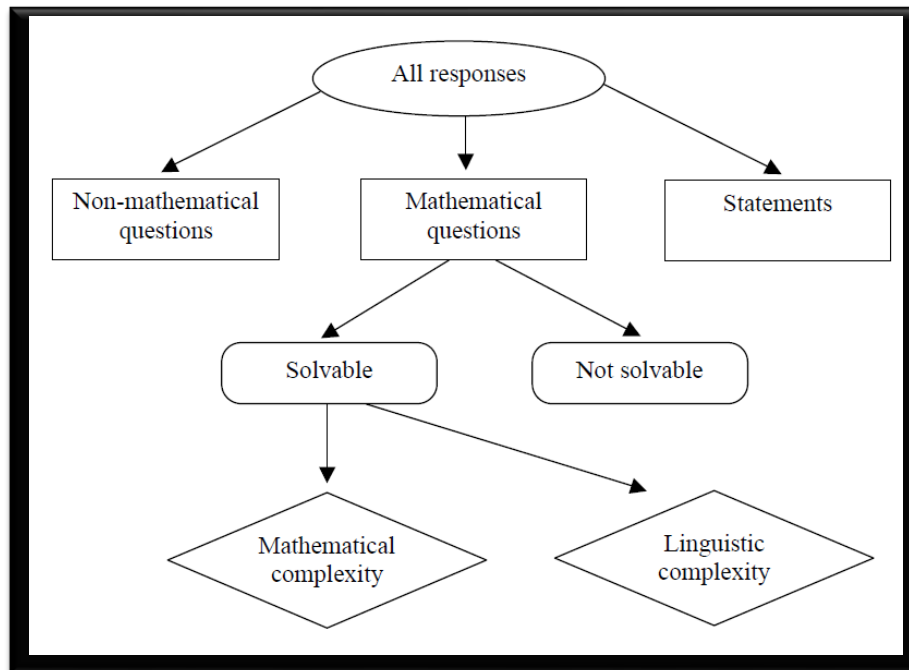 All responses
Non-mathematical
questions
Mathematical
questions
Statements
Solvable
Not solvable
Mathematical
complexity
Linguistic
complexity